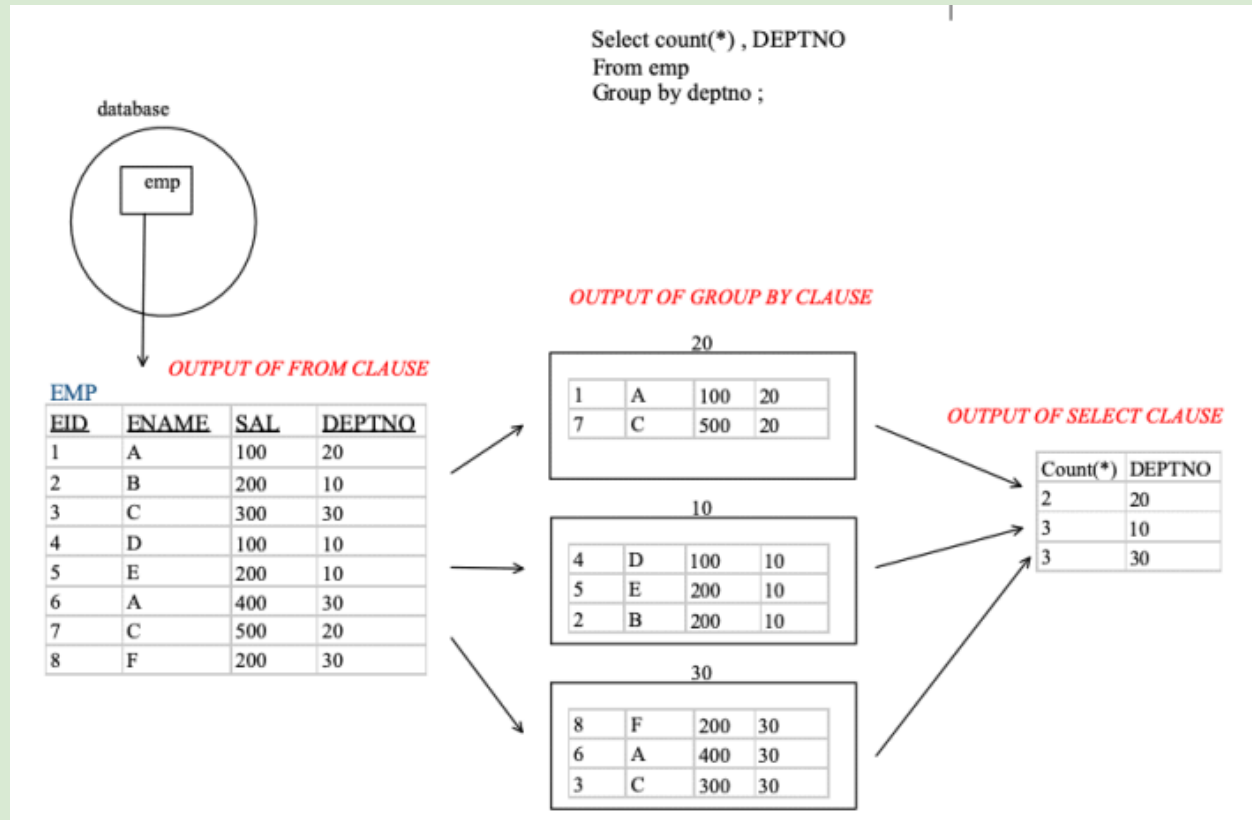 Select count(*) , DEPTNO
From emp
Group by deptno ;
database
emp
OUTPUT OF FROM CLAUSE
EMP
EID ENAME SAL DEPTNO
1 A 100 20
2 B 200 10
3 C 300 30
4 D 100 10
5 E 200 10
6 A 400 30
7 C 500 20
8 F 200 30
OUTPUT OF GROUP BY CLAUSE
20
1 A 100 20
7 C 500 20
10
4 D 100 10
5 E 200 10
2 B 200 10
30
8 F 200 30
6 A 400 30
3 C 300 30
OUTPUT OF SELECT CLAUSE
Count(*) DEPTNO
2 20
3 10
3 30